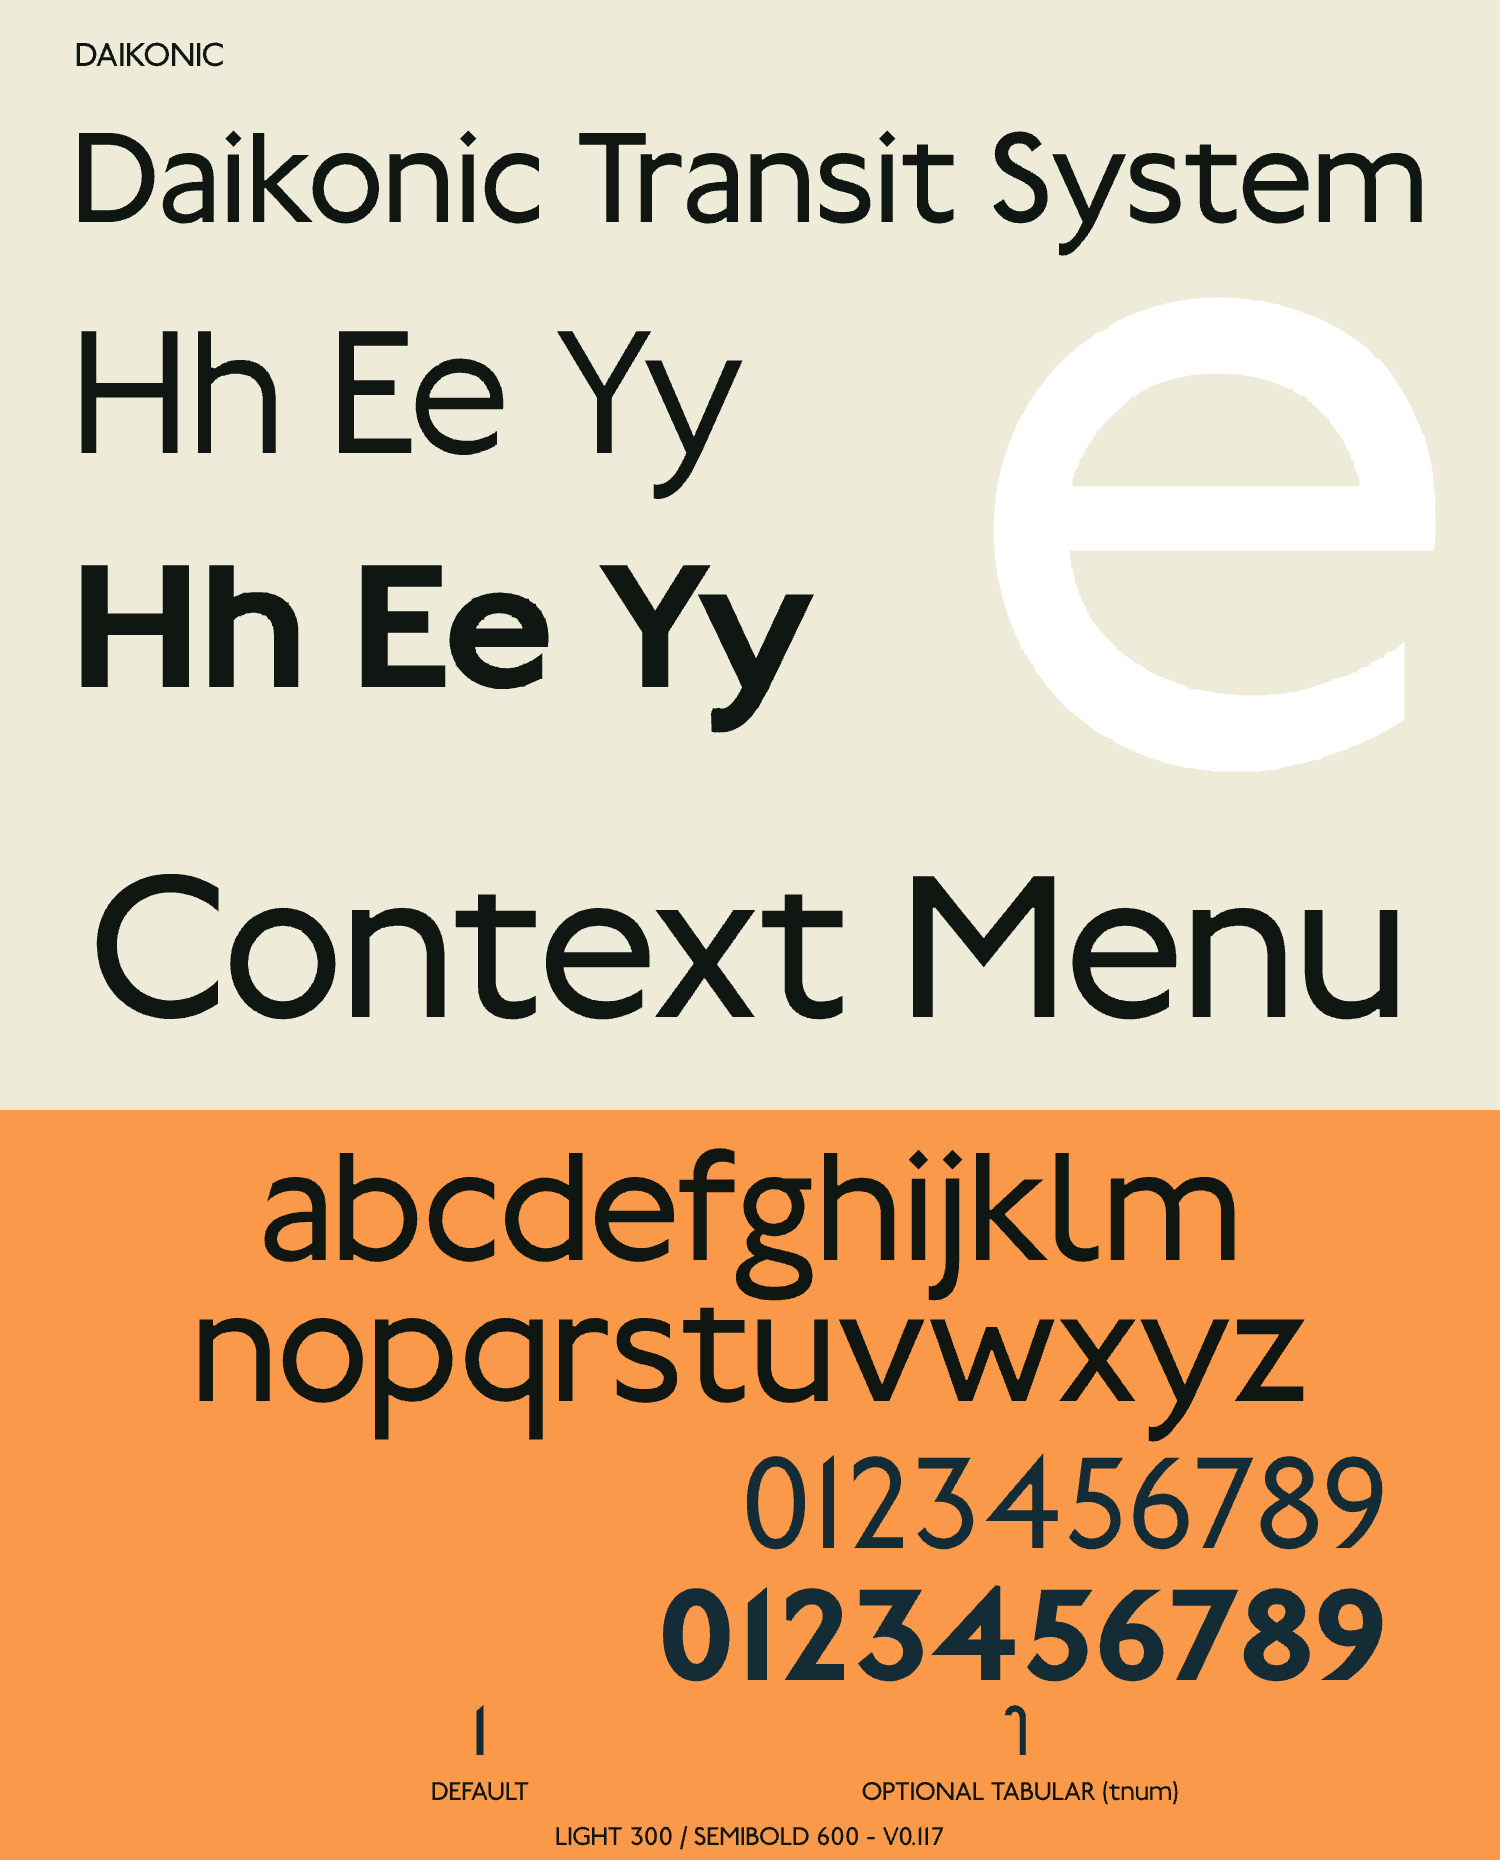 DAIKONIC
Daikonic Transit System
Hh Ee Yy
e
Hh Ee Yy
Context Menu
abcdefghijklm
nopqrstuvwxyz
0123456789
0123456789
1 1
DEFAULT OPTIONAL TABULAR (tnum)
LIGHT 300 / SEMIBOLD 600 - V0.117